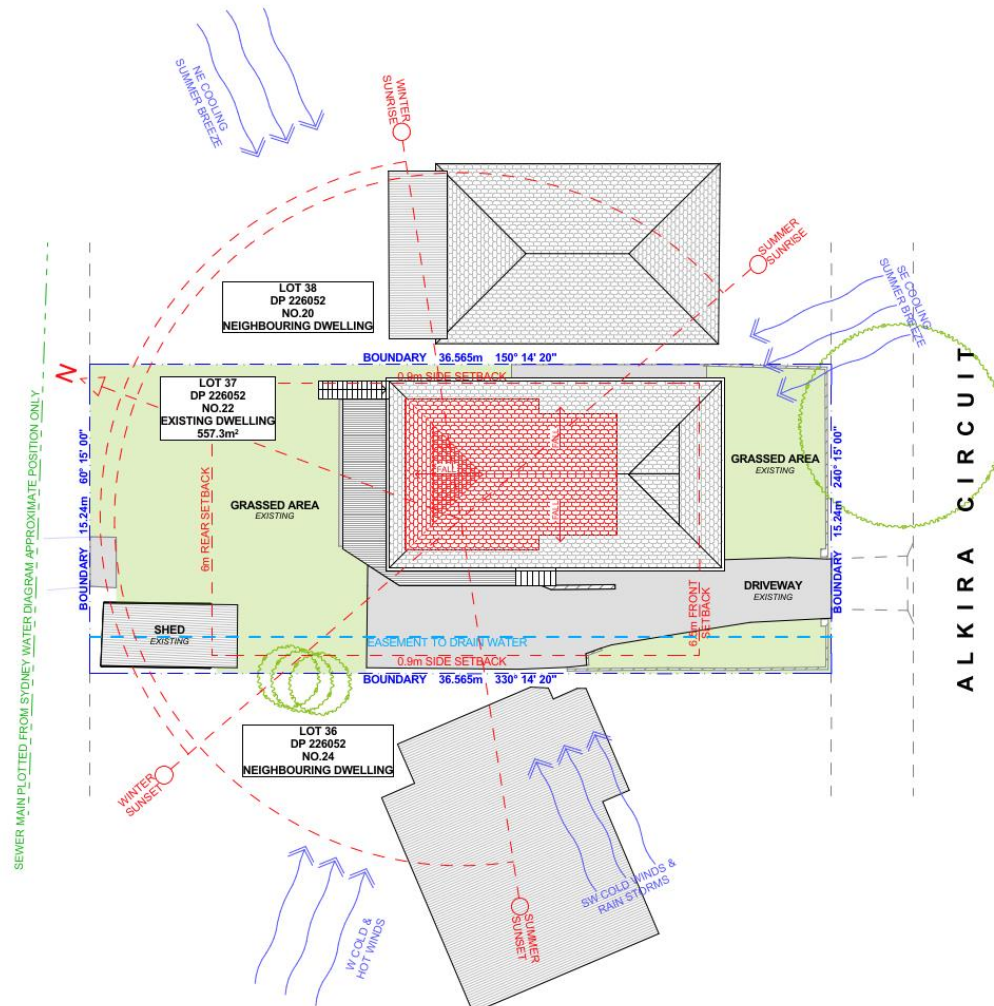 NE COOLING
SUMMER BREEZE
WINTER
SUNRISE
SUMMER
SUNRISE
SE COOLING
SUMMER BREEZE
LOT 38
DP 226052
NO.20
NEIGHBOURING DWELLING
BOUNDARY 36.565m 150° 14' 20"
0.9m SIDE SETBACK
N
LOT 37
DP 226052
NO.22
EXISTING DWELLING
557.3m²
SEWER MAIN PLOTTED FROM SYDNEY WATER DIAGRAM APPROXIMATE POSITION ONLY
BOUNDARY 15.24m 60° 15' 00"
6m REAR SETBACK
GRASSED AREA
EXISTING
FALL
FALL
FALL
GRASSED AREA
EXISTING
BOUNDARY 15.24m 240° 15' 00"
ALKIRA CIRCUIT
DRIVEWAY
EXISTING
SHED
EXISTING
EASEMENT TO DRAIN WATER
0.9m SIDE SETBACK
BOUNDARY 36.565m 330° 14' 20"
LOT 36
DP 226052
NO.24
NEIGHBOURING DWELLING
WINTER
SUNSET
W COLD &
HOT WINDS
SUMMER
SUNSET
SW COLD WINDS &
RAIN STORMS
FRONT
SETBACK